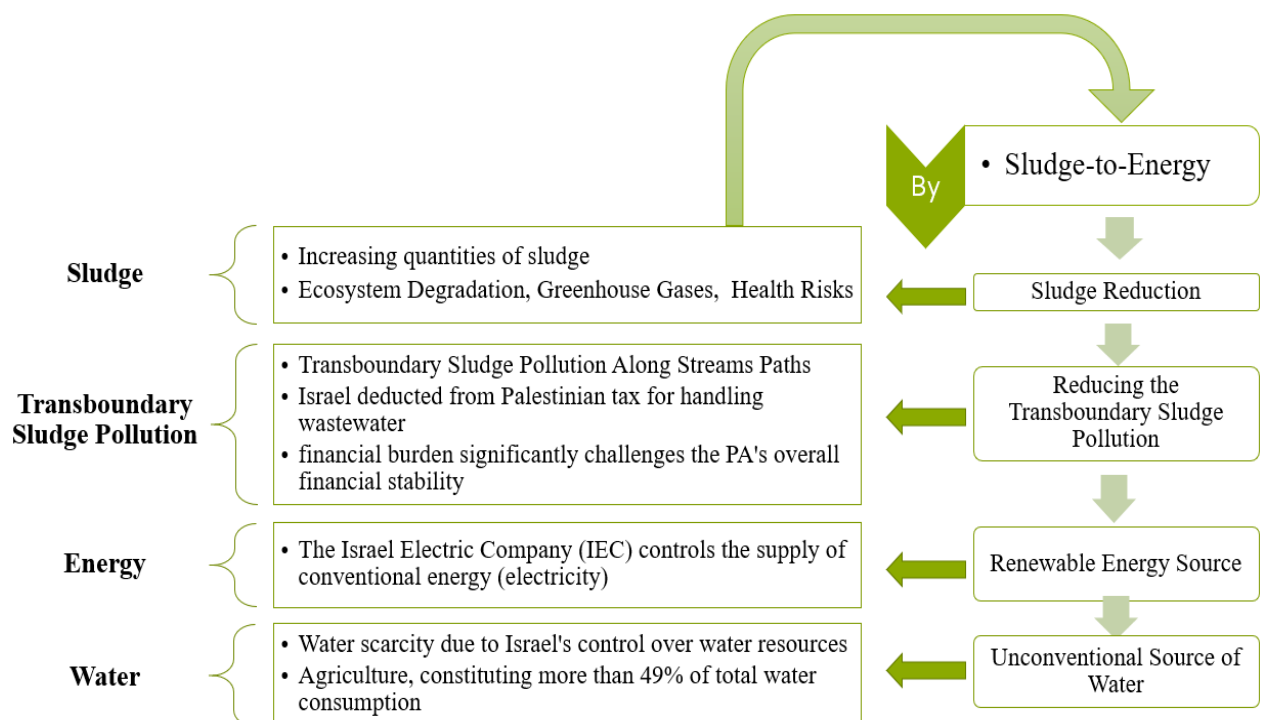 • Sludge-to-Energy
By
Sludge
• Increasing quantities of sludge
• Ecosystem Degradation, Greenhouse Gases, Health Risks
Sludge Reduction
Transboundary
Sludge Pollution
• Transboundary Sludge Pollution Along Streams Paths
• Israel deducted from Palestinian tax for handling
wastewater
• financial burden significantly challenges the PA's overall
financial stability
Reducing the
Transboundary Sludge
Pollution
Energy
• The Israel Electric Company (IEC) controls the supply of
conventional energy (electricity)
Renewable Energy Source
Water
• Water scarcity due to Israel's control over water resources
• Agriculture, constituting more than 49% of total water
consumption
Unconventional Source of
Water